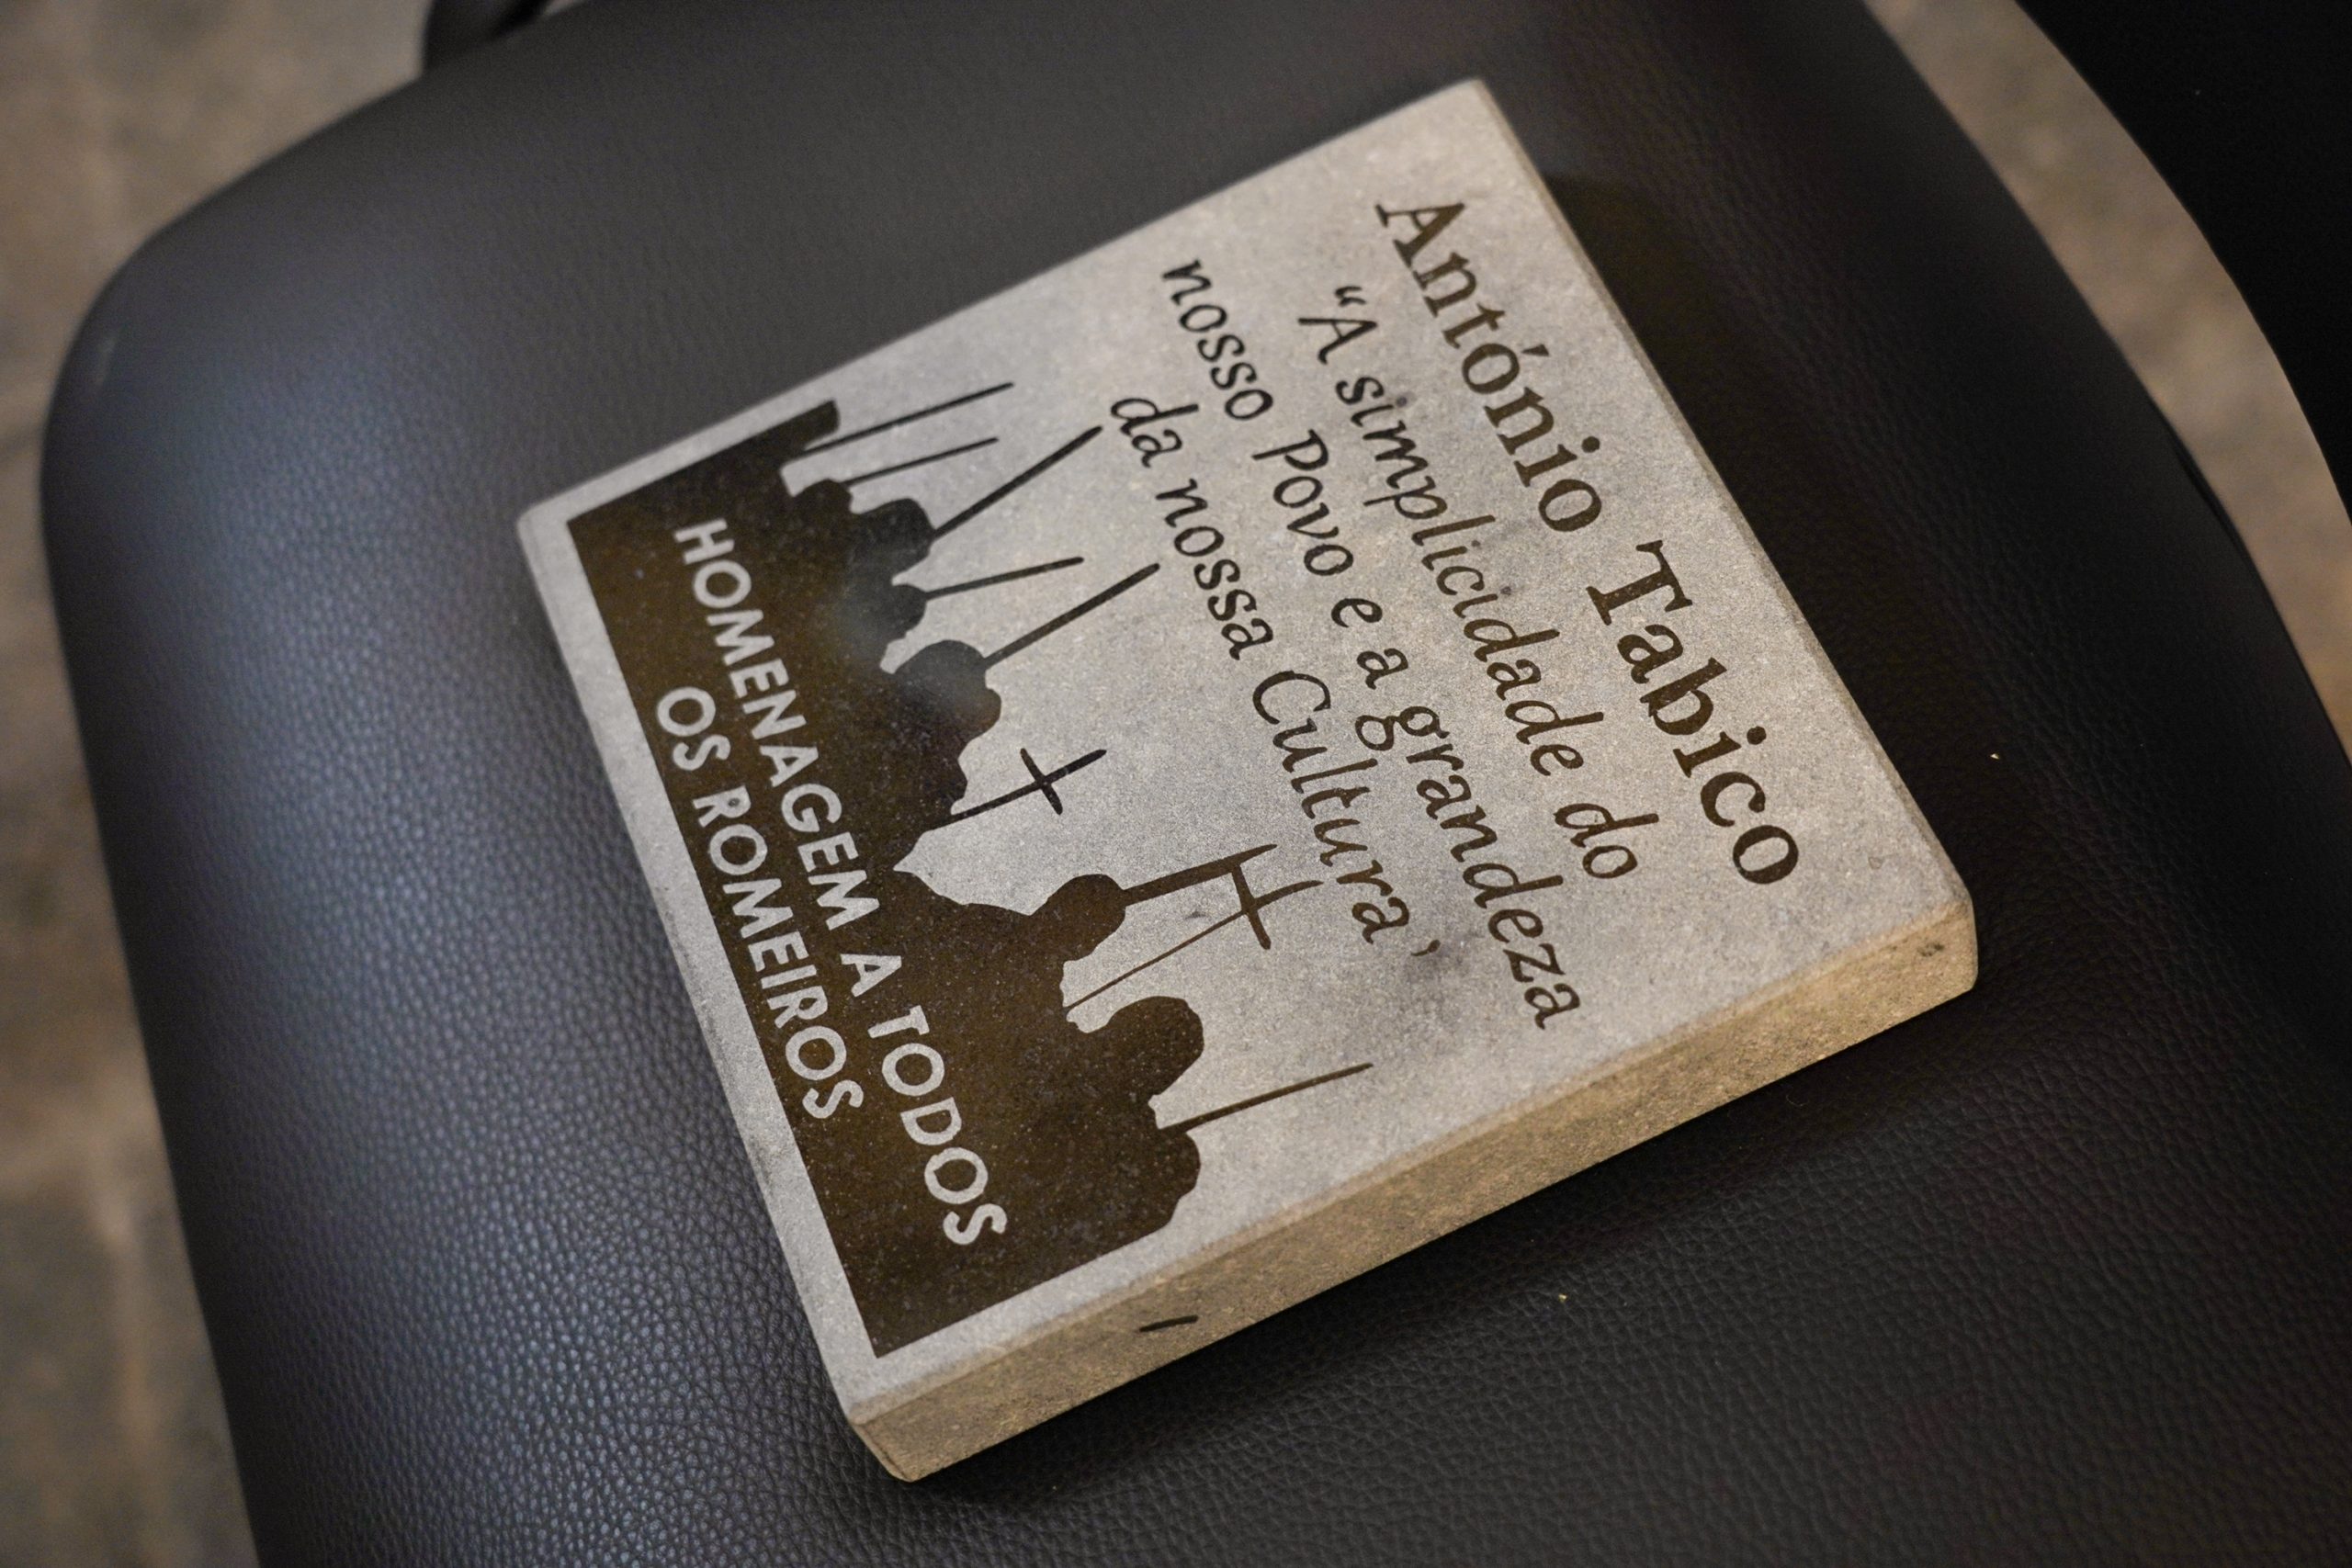 António Tabico
“A simplicidade do
nosso Povo e a grandeza
da nossa Cultura’
HOMENAGEM A TODOS
OS ROMEIROS